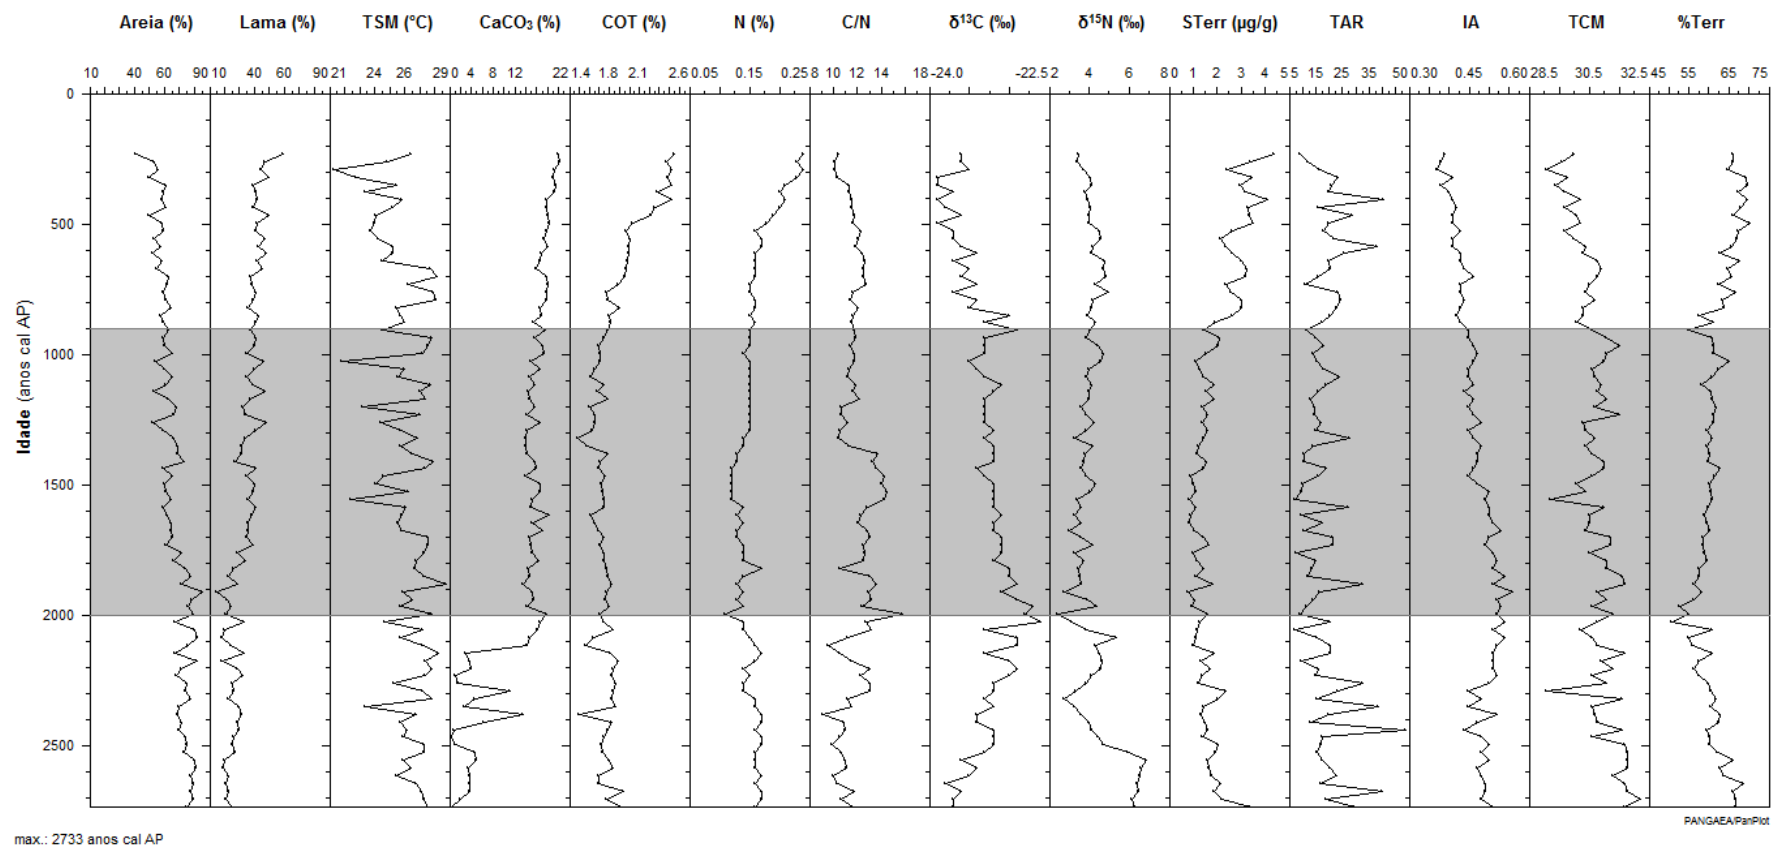 Areia (%) Lama (%) TSM (°C) CaCO₃ (%) COT (%) N (%) C/N δ¹³C (‰) δ¹⁵N (‰) STerr (µg/g) TAR IA TCM %Terr
10 40 60 90 10 40 60 90 21 24 26 29 0 4 8 12 22 1.4 1.8 2.1 2.6 0.05 0.15 0.25 8 10 12 14 18 -24.0 -22.5 2 4 6 8 0 1 2 3 4 5 5 15 25 35 50 0.30 0.45 0.60 28.5 30.5 32.5 45 55 65 75
0
500
1000
1500
2000
2500
Idade (anos cal AP)
PANGAEA/PanPlot
max.: 2733 anos cal AP